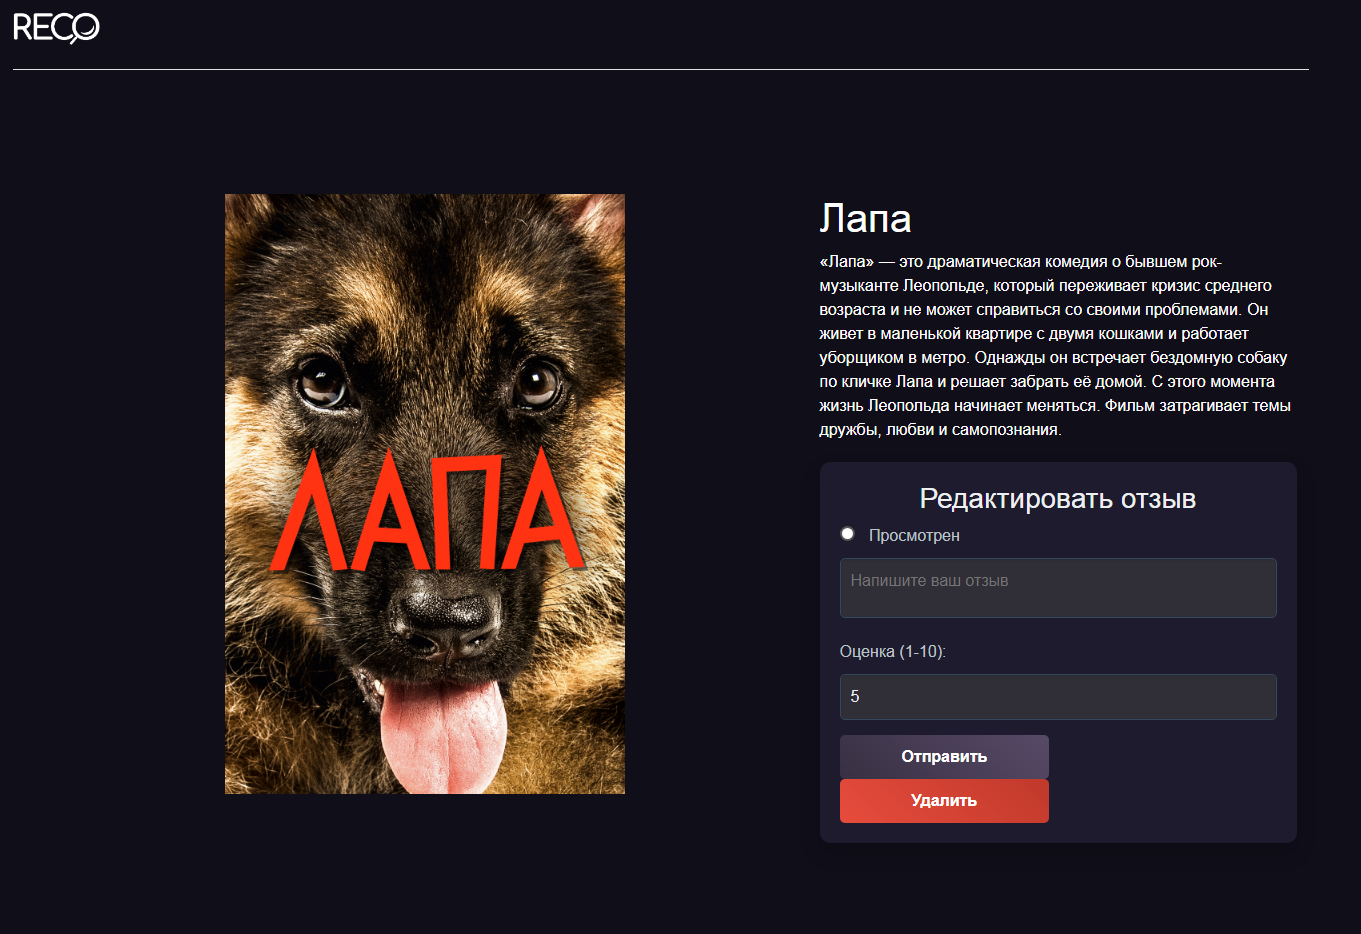 RECO
ЛАПА
Лапа
«Лапа» — это драматическая комедия о бывшем рок-
музыканте Леопольде, который переживает кризис среднего
возраста и не может справиться со своими проблемами. Он
живет в маленькой квартире с двумя кошками и работает
уборщиком в метро. Однажды он встречает бездомную собаку
по кличке Лапа и решает забрать её домой. С этого момента
жизнь Леопольда начинает меняться. Фильм затрагивает темы
дружбы, любви и самопознания.
Редактировать отзыв
Просмотрен
Напишите ваш отзыв
Оценка (1-10):
5
Отправить
Удалить